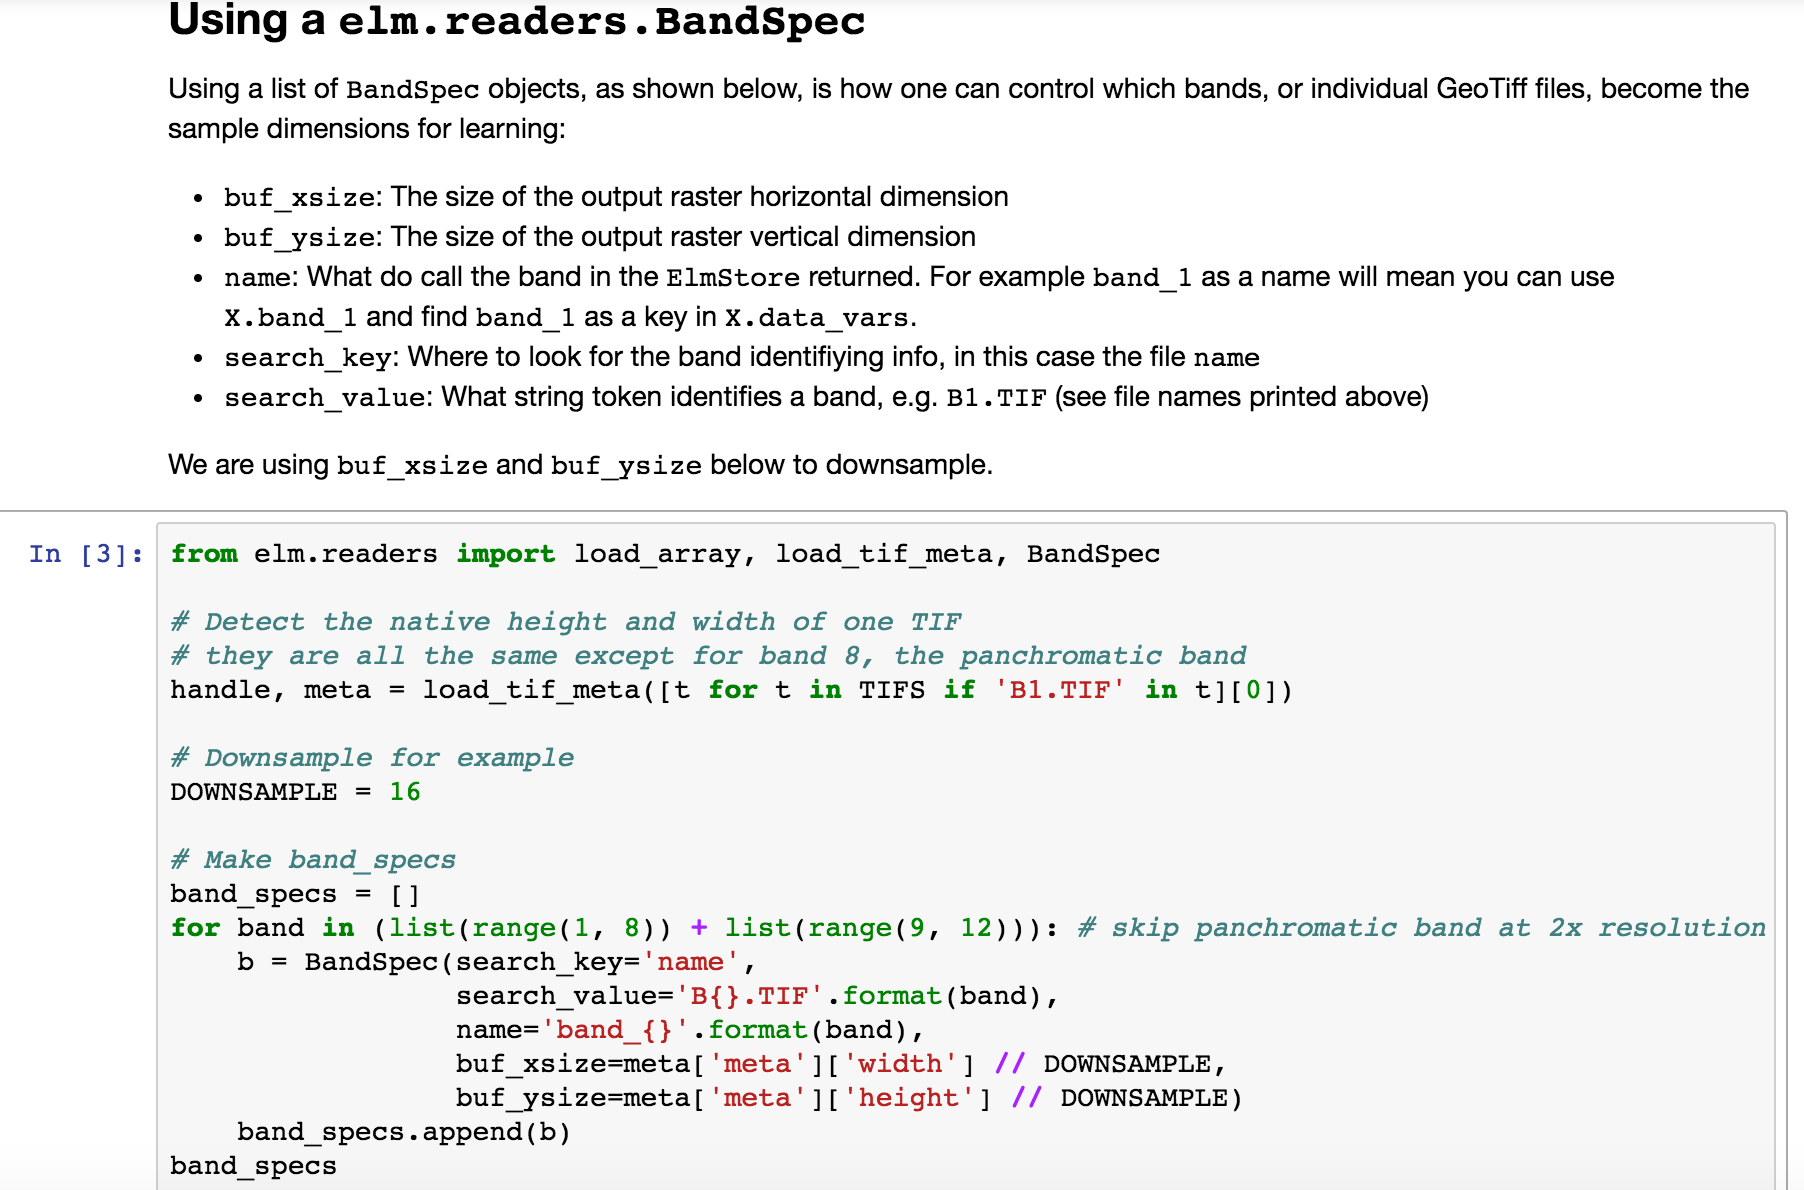 Using a elm.readers.BandSpec
Using a list of BandSpec objects, as shown below, is how one can control which bands, or individual GeoTiff files, become the
sample dimensions for learning:
• buf_xsize: The size of the output raster horizontal dimension
• buf_ysize: The size of the output raster vertical dimension
• name: What do call the band in the ElmStore returned. For example band_1 as a name will mean you can use
X.band_1 and find band_1 as a key in X.data_vars.
• search_key: Where to look for the band identifiying info, in this case the file name
• search_value: What string token identifies a band, e.g. B1.TIF (see file names printed above)
We are using buf_xsize and buf_ysize below to downsample.
In [3]: from elm.readers import load_array, load_tif_meta, BandSpec
# Detect the native height and width of one TIF
# they are all the same except for band 8, the panchromatic band
handle, meta = load_tif_meta([t for t in TIFS if 'B1.TIF' in t][0])
# Downsample for example
DOWNSAMPLE = 16
# Make band_specs
band_specs = []
for band in (list(range(1, 8)) + list(range(9, 12))): # skip panchromatic band at 2x resolution
    b = BandSpec(search_key='name',
                 search_value='B{}.TIF'.format(band),
                 name='band_{}'.format(band),
                 buf_xsize=meta['meta']['width'] // DOWNSAMPLE,
                 buf_ysize=meta['meta']['height'] // DOWNSAMPLE)
    band_specs.append(b)
band_specs